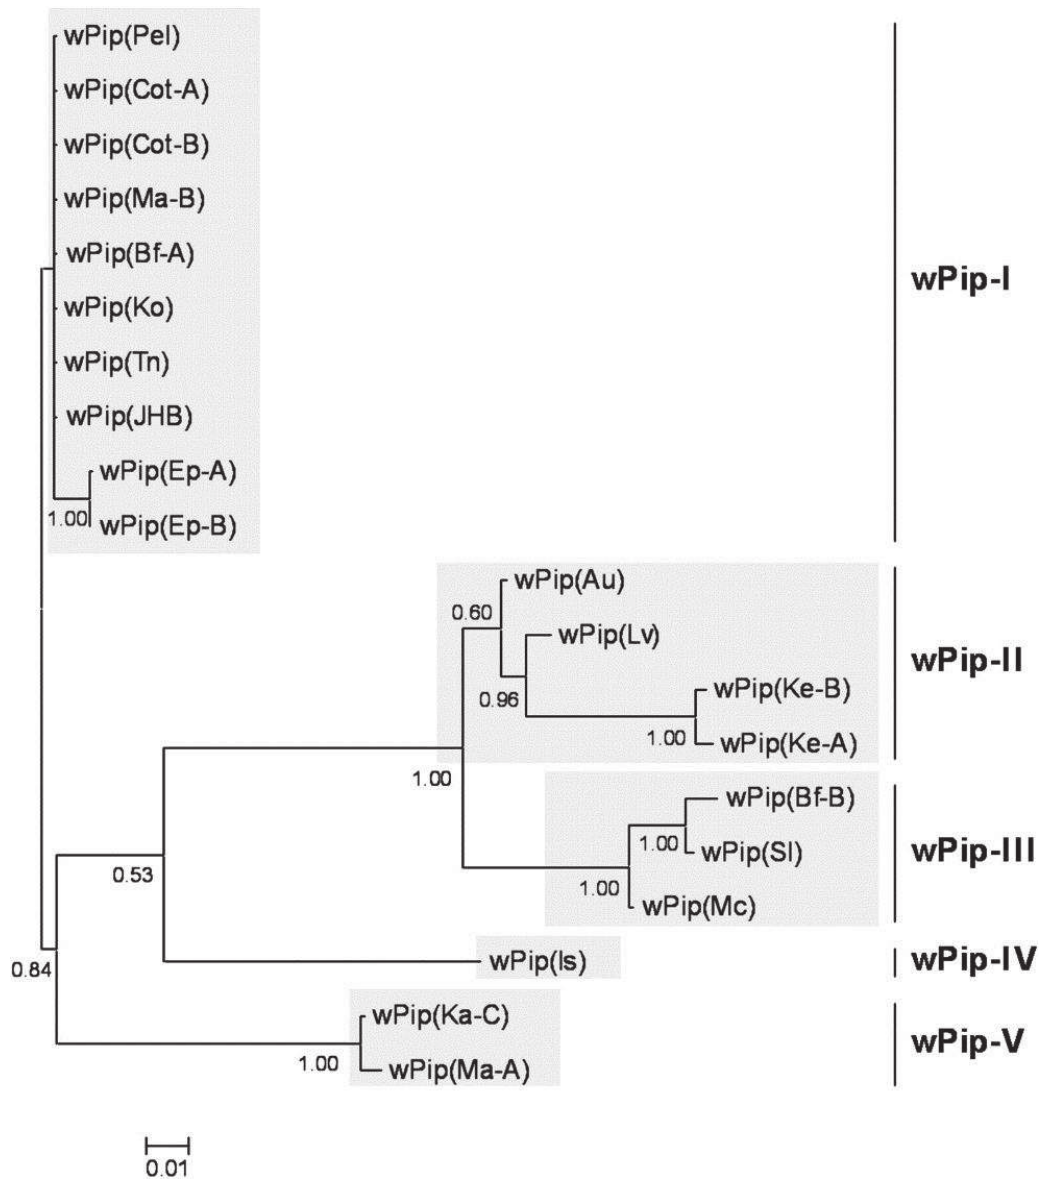 wPip(Pel)
wPip(Cot-A)
wPip(Cot-B)
wPip(Ma-B)
wPip(Bf-A)
wPip-I
wPip(Ko)
wPip(Tn)
wPip(JHB)
wPip(Ep-A)
1.00
wPip(Ep-B)
wPip(Au)
0.60
wPip(Lv)
wPip-II
wPip(Ke-B)
0.96
1.00
wPip(Ke-A)
1.00
wPip(Bf-B)
1.00
wPip(Sl)
wPip-III
0.53
1.00
wPip(Mc)
wPip(Is)
wPip-IV
0.84
wPip(Ka-C)
wPip-V
1.00
wPip(Ma-A)
0.01